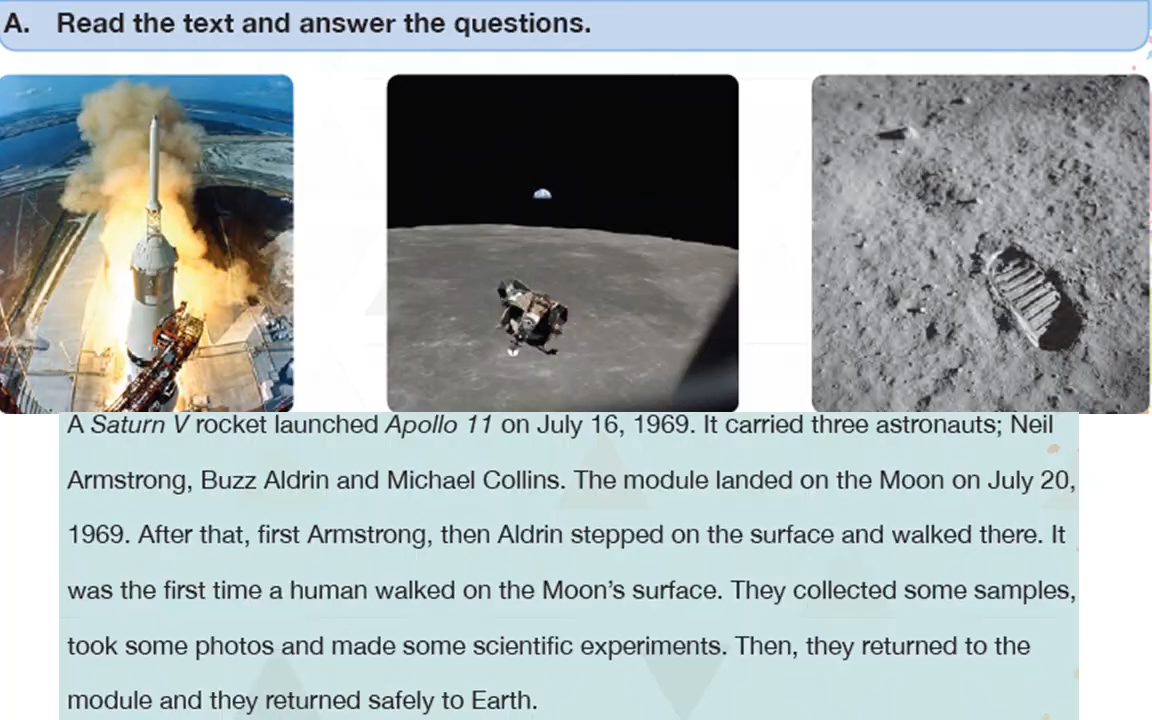 A. Read the text and answer the questions.
A Saturn V rocket launched Apollo 11 on July 16, 1969. It carried three astronauts; Neil
Armstrong, Buzz Aldrin and Michael Collins. The module landed on the Moon on July 20,
1969. After that, first Armstrong, then Aldrin stepped on the surface and walked there. It
was the first time a human walked on the Moon’s surface. They collected some samples,
took some photos and made some scientific experiments. Then, they returned to the
module and they returned safely to Earth.